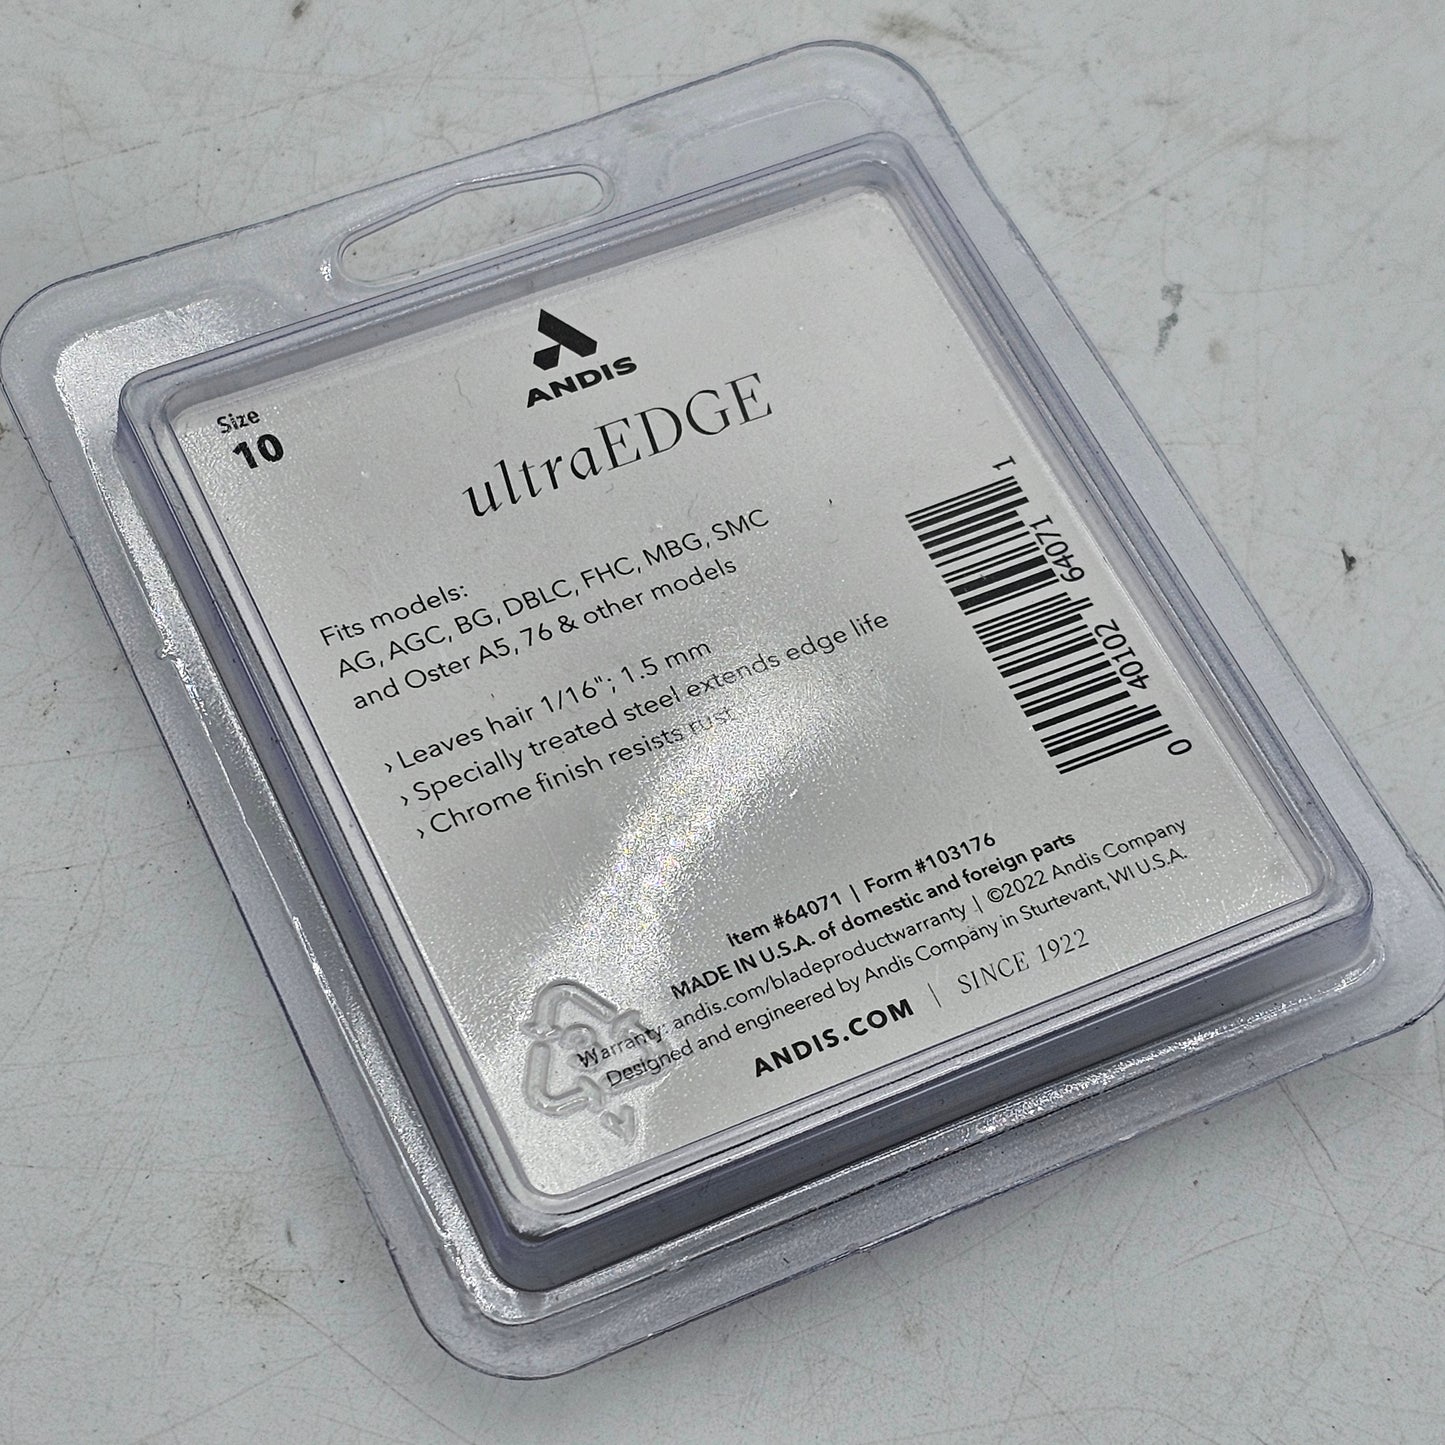 Size
10
ANDIS
ultraEDGE
Fits models:
AG, AGC, BG, DBLC, FHC, MBG, SMC
and Oster A5, 76 & other models
› Leaves hair 1/16"; 1.5 mm
› Specially treated steel extends edge life
› Chrome finish resists rust
0 40102 64071 1
Item #64071 | Form #103176
MADE IN U.S.A. of domestic and foreign parts
Warranty: andis.com/bladeproductwarranty | ©2022 Andis Company
Designed and engineered by Andis Company in Sturtevant, WI U.S.A.
ANDIS.COM | SINCE 1922
2